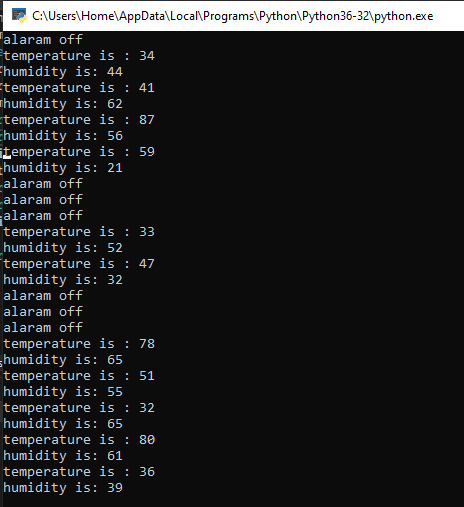 C:\Users\Home\AppData\Local\Programs\Python\Python36-32\python.exe
alaram off
temperature is : 34
humidity is: 44
temperature is : 41
humidity is: 62
temperature is : 87
humidity is: 56
temperature is : 59
humidity is: 21
alaram off
alaram off
alaram off
temperature is : 33
humidity is: 52
temperature is : 47
humidity is: 32
alaram off
alaram off
alaram off
temperature is : 78
humidity is: 65
temperature is : 51
humidity is: 55
temperature is : 32
humidity is: 65
temperature is : 80
humidity is: 61
temperature is : 36
humidity is: 39